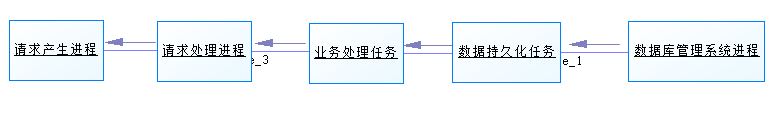 请求产生进程
请求处理进程
e_3
业务处理任务
数据持久化任务
e_1
数据库管理系统进程